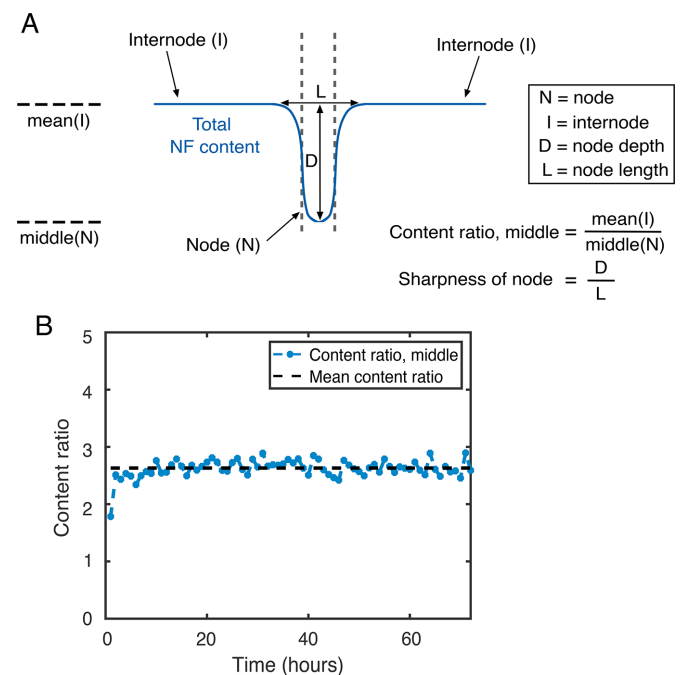 A
Internode (I)
Internode (I)
mean(I)
Total
NF content
L
D
middle(N)
Node (N)
N = node
I = internode
D = node depth
L = node length
Content ratio, middle = mean(I)
middle(N)
Sharpness of node = D
L
B
Content ratio
5
4
3
2
1
0
Content ratio, middle
Mean content ratio
0 20 40 60
Time (hours)